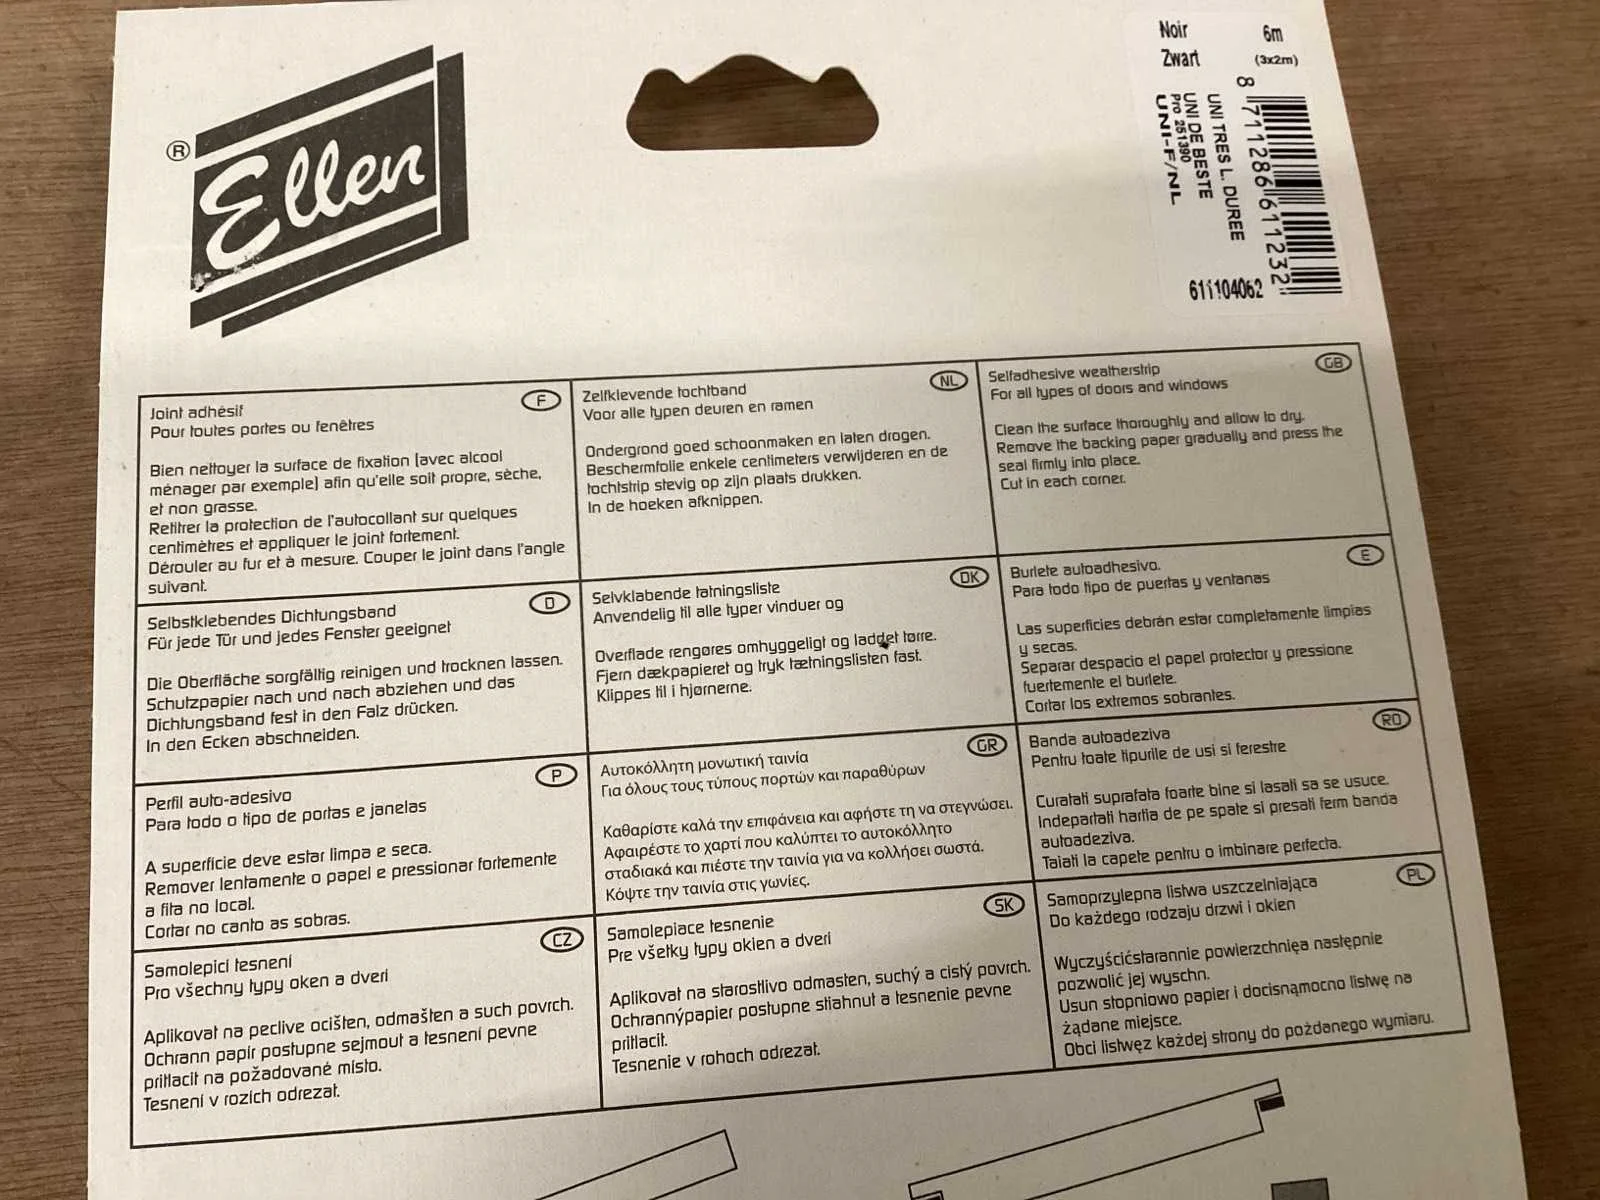 Ellen
®
Noir 6m
Zwart (3x2m)
8 711286 611232
UNI TRES L. DUREE
UNI DE BESTE
Pro 251390
UNI-F/NL
611104062
F
Joint adhésif
Pour toutes portes ou fenêtres
Bien nettoyer la surface de fixation (avec alcool
ménager par exemple) afin qu'elle soit propre, sèche,
et non grasse.
Retitrer la protection de l'autocollant sur quelques
centimètres et appliquer le joint fortement.
Dérouler au fur et à mesure. Couper le joint dans l'angle
suivant.
NL
Zelfklevende tochtband
Voor alle typen deuren en ramen
Ondergrond goed schoonmaken en laten drogen.
Beschermfolie enkele centimeters verwijderen en de
tochtstrip stevig op zijn plaats drukken.
In de hoeken afknippen.
GB
Selfadhesive weatherstrip
For all types of doors and windows
Clean the surface thoroughly and allow to dry.
Remove the backing paper gradually and press the
seal firmly into place.
Cut in each corner.
D
Selbstklebendes Dichtungsband
Für jede Tür und jedes Fenster geeignet
Die Oberfläche sorgfältig reinigen und trocknen lassen.
Schutzpapier nach und nach abziehen und das
Dichtungsband fest in den Falz drücken.
In den Ecken abschneiden.
DK
Selvklabende tatningsliste
Anvendelig til alle typer vinduer og
Overflade rengøres omhyggeligt og laddet tørre.
Fjern dækpapieret og tryk tætningslisten fast.
Klippes til i hjørnerne.
E
Burlete autoadhesivo.
Para todo tipo de puertas y ventanas
Las superficies debrán estar completamente limpias
y secas.
Separar despacio el papel protector y pressione
fuertemente el burlete.
Cortar los extremos sobrantes.
P
Perfil auto-adesivo
Para todo o tipo de portas e janelas
A superfície deve estar limpa e seca.
Remover lentamente o papel e pressionar fortemente
a fita no local.
Cortar no canto as sobras.
GR
Αυτοκόλλητη μονωτική ταινία
Για όλους τους τύπους πορτών και παραθύρων
Καθαρίστε καλά την επιφάνεια και αφήστε τη να στεγνώσει.
Αφαιρέστε το χαρτί που καλύπτει το αυτοκόλλητο
σταδιακά και πιέστε την ταινία για να κολλήσει σωστά.
Κόψτε την ταινία στις γωνίες.
RO
Banda autoadeziva
Pentru toate tipurile de usi si ferestre
Curatati suprafata foarte bine si lasati sa se usuce.
Indepartati hartia de pe spate si presati ferm banda
autoadeziva.
Taiati la capete pentru o imbinare perfecta.
CZ
Samolepicí tesnení
Pro všechny typy oken a dveri
Aplikovat na peclive ocišten, odmašten a such povrch.
Ochrann papír postupne sejmout a tesnení pevne
pritlacit na požadované místo.
Tesnení v rozích odrezat.
SK
Samolepiace tesnenie
Pre všetky typy okien a dveri
Aplikovat na starostlivo odmasten, suchý a cistý povrch.
Ochrannýpapier postupne stiahnut a tesnenie pevne
pritlacit.
Tesnenie v rohoch odrezat.
PL
Samoprzylepna listwa uszczelniająca
Do każdego rodzaju drzwi i okien
Wyczyścićstarannie powierzchnięa następnie
pozwolić jej wyschn.
Usun stopniowo papier i docisnąmocno listwę na
żądane miejsce.
Obci listwęz każdej strony do pożdanego wymiaru.